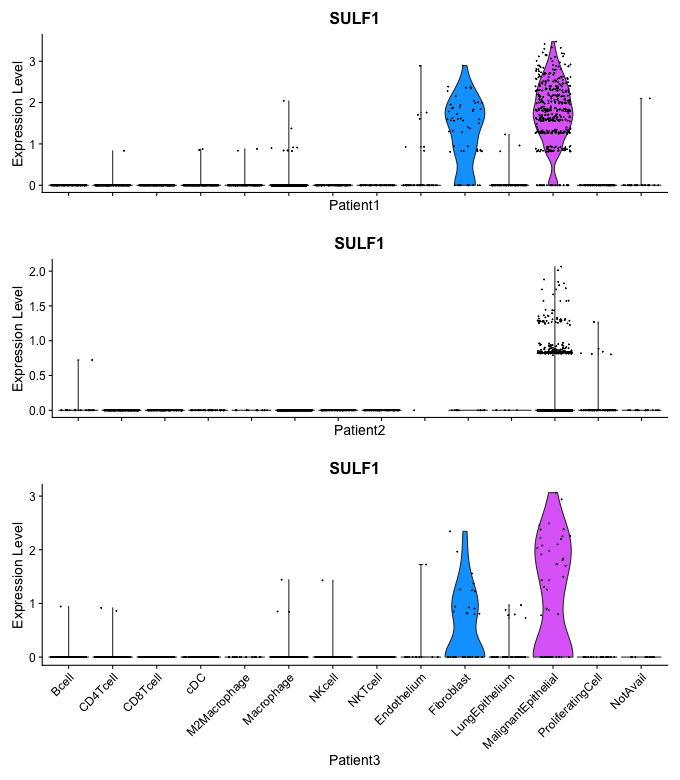 SULF1
Expression Level
3
2
1
0
Patient1
SULF1
Expression Level
2.0
1.5
1.0
0.5
0.0
Patient2
SULF1
Expression Level
3
2
1
0
Bcell
CD4Tcell
CD8Tcell
cDC
M2Macrophage
Macrophage
NKcell
NKTcell
Endothelium
Fibroblast
LungEpithelium
MalignantEpithelial
ProliferatingCell
NotAvail
Patient3